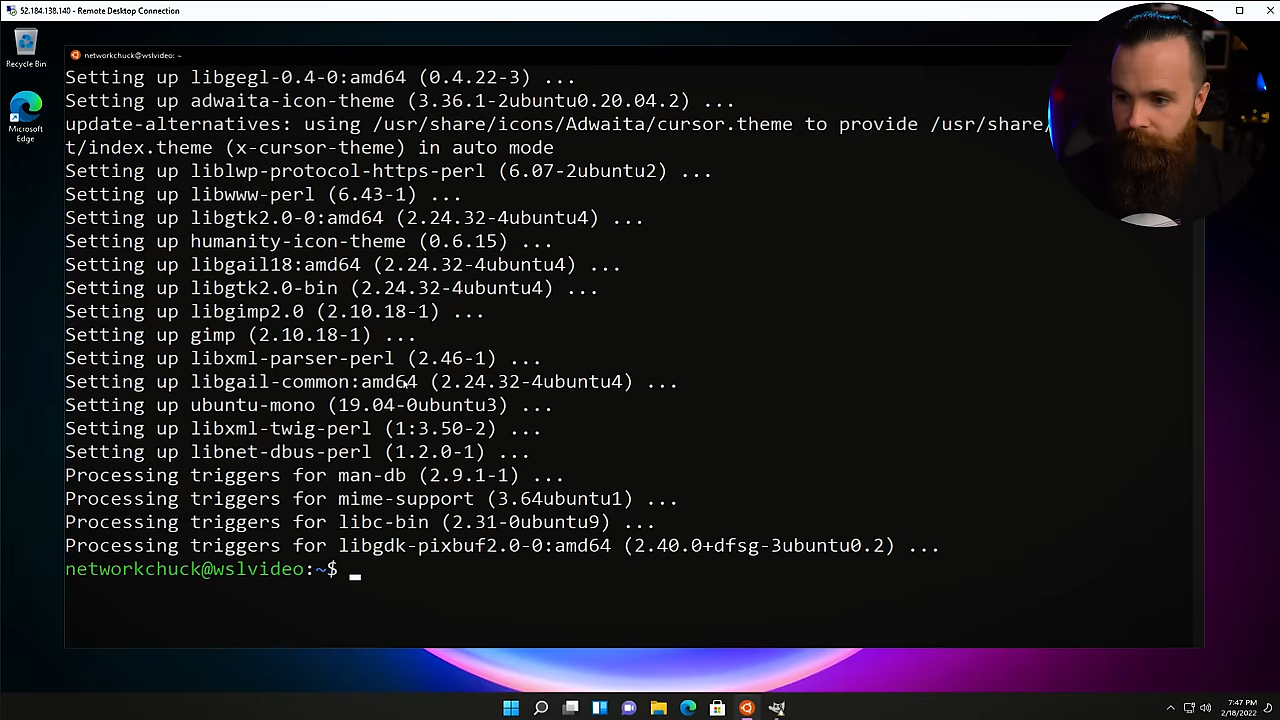 52.184.138.140 - Remote Desktop Connection
Recycle Bin
Microsoft
Edge
networkchuck@wslvideo: ~
Setting up libgegl-0.4-0:amd64 (0.4.22-3) ...
Setting up adwaita-icon-theme (3.36.1-2ubuntu0.20.04.2) ...
update-alternatives: using /usr/share/icons/Adwaita/cursor.theme to provide /usr/share/
t/index.theme (x-cursor-theme) in auto mode
Setting up liblwp-protocol-https-perl (6.07-2ubuntu2) ...
Setting up libwww-perl (6.43-1) ...
Setting up libgtk2.0-0:amd64 (2.24.32-4ubuntu4) ...
Setting up humanity-icon-theme (0.6.15) ...
Setting up libgail18:amd64 (2.24.32-4ubuntu4) ...
Setting up libgtk2.0-bin (2.24.32-4ubuntu4) ...
Setting up libgimp2.0 (2.10.18-1) ...
Setting up gimp (2.10.18-1) ...
Setting up libxml-parser-perl (2.46-1) ...
Setting up libgail-common:amd64 (2.24.32-4ubuntu4) ...
Setting up ubuntu-mono (19.04-0ubuntu3) ...
Setting up libxml-twig-perl (1:3.50-2) ...
Setting up libnet-dbus-perl (1.2.0-1) ...
Processing triggers for man-db (2.9.1-1) ...
Processing triggers for mime-support (3.64ubuntu1) ...
Processing triggers for libc-bin (2.31-0ubuntu9) ...
Processing triggers for libgdk-pixbuf2.0-0:amd64 (2.40.0+dfsg-3ubuntu0.2) ...
networkchuck@wslvideo:~$
7:47 PM
2/18/2022